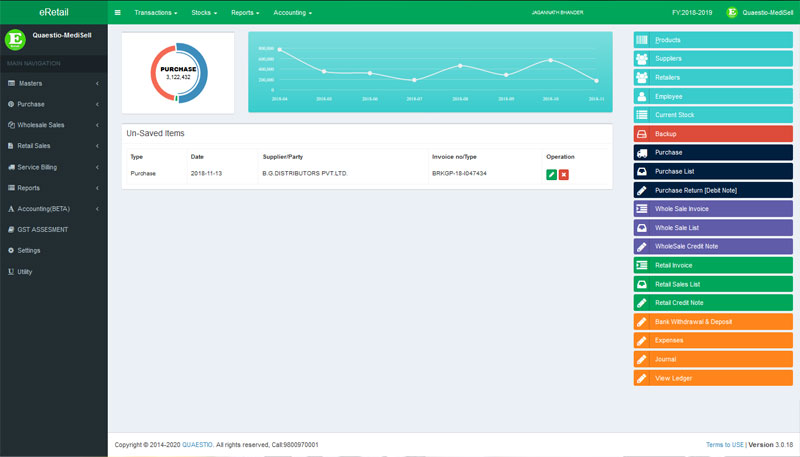 eRetail
Transactions
Stocks
Reports
Accounting
JAGANNATH BHANDER
FY:2018-2019
Quaestio-MediSell
Quaestio-MediSell
MAIN NAVIGATION
Masters
Purchase
Wholesale Sales
Retail Sales
Service Billing
Reports
Accounting(BETA)
GST ASSESMENT
Settings
Utility
PURCHASE
3,122,432
800,000
600,000
400,000
200,000
0
2018-04 2018-05 2018-06 2018-07 2018-08 2018-09 2018-10 2018-11
Un-Saved Items
Type Date Supplier/Party Invoice no/Type Operation
Purchase 2018-11-13 B.G.DISTRIBUTORS PVT.LTD. BRKGP-18-I047434
Products
Suppliers
Retailers
Employee
Current Stock
Backup
Purchase
Purchase List
Purchase Return [Debit Note]
Whole Sale Invoice
Whole Sale List
WholeSale Credit Note
Retail Invoice
Retail Sales List
Retail Credit Note
Bank Withdrawal & Deposit
Expenses
Journal
View Ledger
Copyright © 2014-2020 QUAESTIO. All rights reserved, Call:9800970001
Terms to USE | Version 3.0.18